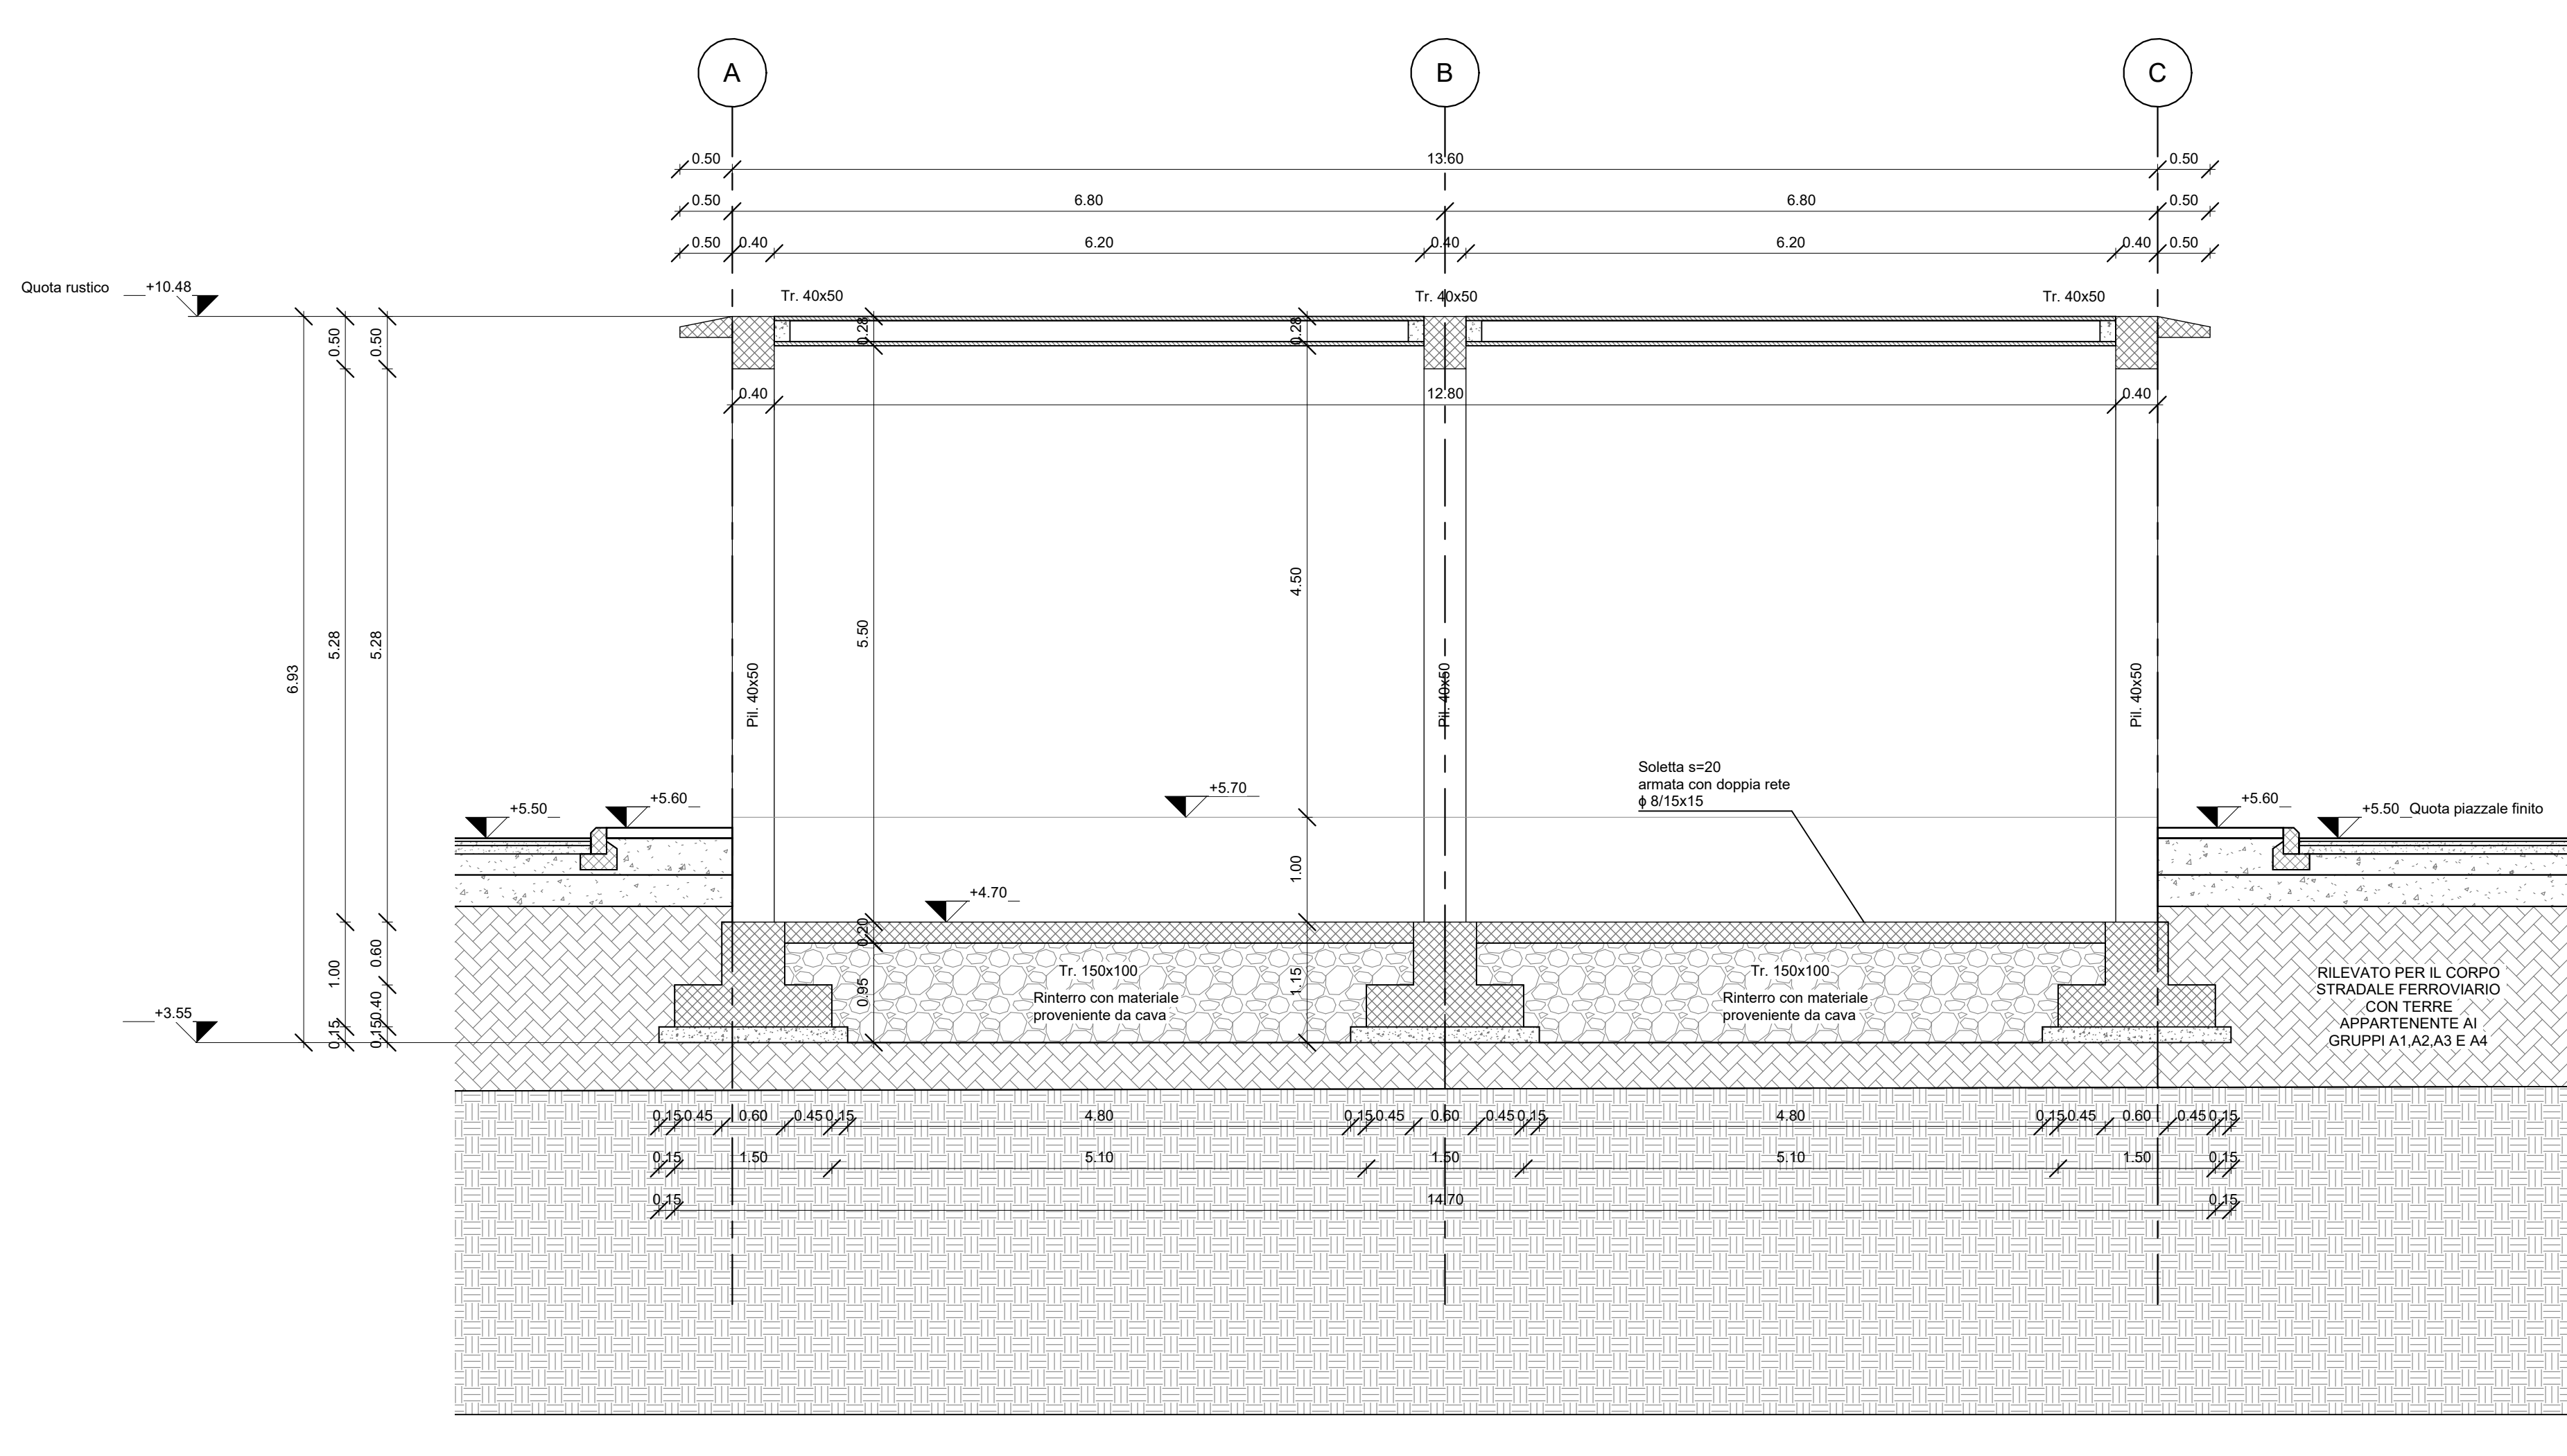 A
B
C
0.50
13.60
0.50
0.50
6.80
6.80
0.50
0.50
0.40
6.20
0.40
6.20
0.40
0.50
Quota rustico
+10.48
Tr. 40x50
Tr. 40x50
Tr. 40x50
0.50
0.50
0.28
0.28
0.40
12.80
0.40
6.93
5.28
5.28
5.50
4.50
Pil. 40x50
Pil. 40x50
Pil. 40x50
Soletta s=20
armata con doppia rete
ϕ 8/15x15
+5.50
+5.60
+5.70
+5.60
+5.50
Quota piazzale finito
1.00
+4.70
0.20
1.00
0.60
0.95
1.15
0.40
0.15
0.15
Tr. 150x100
Rinterro con materiale
proveniente da cava
Tr. 150x100
Rinterro con materiale
proveniente da cava
RILEVATO PER IL CORPO
STRADALE FERROVIARIO
CON TERRE
APPARTENENTE AI
GRUPPI A1,A2,A3 E A4
+3.55
0.15
0.45
0.60
0.45
0.15
4.80
0.15
0.45
0.60
0.45
0.15
4.80
0.15
0.45
0.60
0.45
0.15
0.15
1.50
5.10
1.50
5.10
1.50
0.15
0.15
14.70
0.15